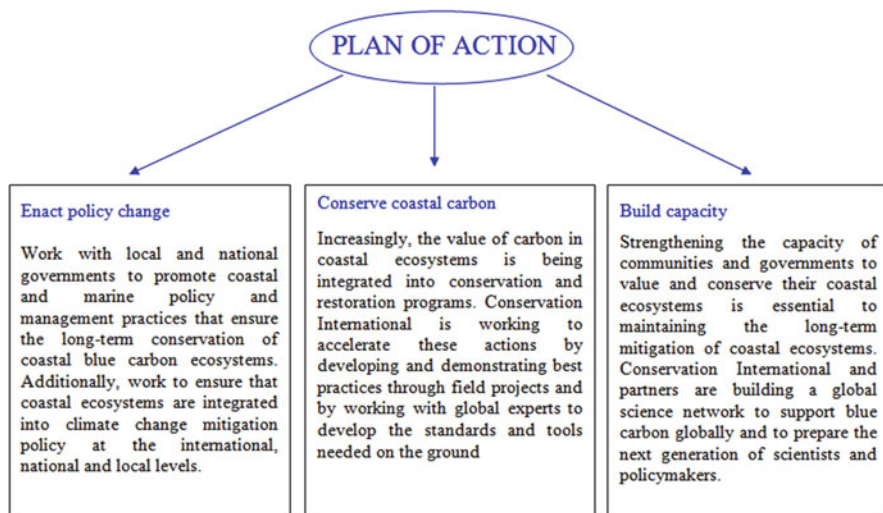 PLAN OF ACTION
Enact policy change
Work with local and national
governments to promote coastal
and marine policy and
management practices that ensure
the long-term conservation of
coastal blue carbon ecosystems.
Additionally, work to ensure that
coastal ecosystems are integrated
into climate change mitigation
policy at the international,
national and local levels.
Conserve coastal carbon
Increasingly, the value of carbon in
coastal ecosystems is being
integrated into conservation and
restoration programs. Conservation
International is working to
accelerate these actions by
developing and demonstrating best
practices through field projects and
by working with global experts to
develop the standards and tools
needed on the ground
Build capacity
Strengthening the capacity of
communities and governments to
value and conserve their coastal
ecosystems is essential to
maintaining the long-term
mitigation of coastal ecosystems.
Conservation International and
partners are building a global
science network to support blue
carbon globally and to prepare the
next generation of scientists and
policymakers.